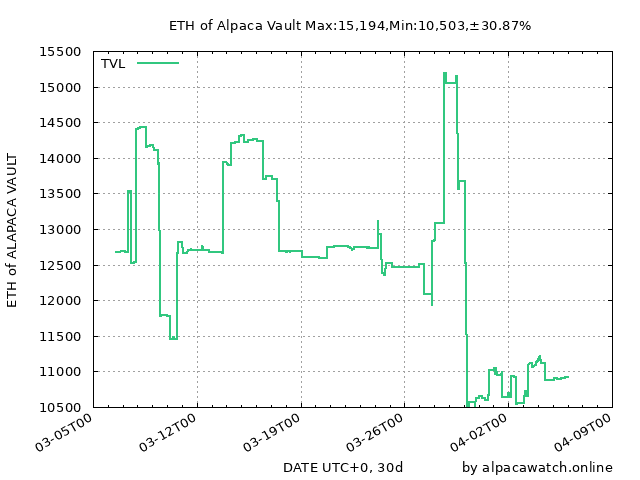 ETH of Alpaca Vault Max:15,194,Min:10,503,±30.87%
TVL
15500
15000
14500
14000
13500
13000
12500
12000
11500
11000
10500
ETH of ALAPACA VAULT
03-05T00
03-12T00
03-19T00
03-26T00
04-02T00
04-09T00
DATE UTC+0, 30d
by alpacawatch.online